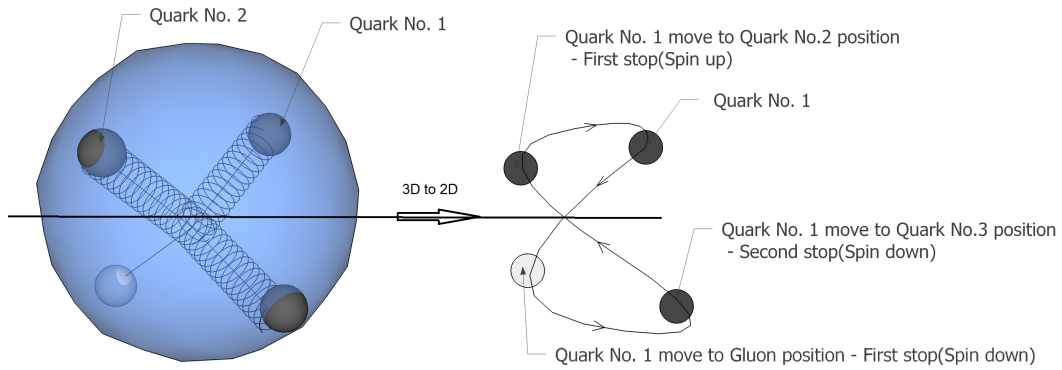 Quark No. 2
Quark No. 1
Quark No. 1 move to Quark No.2 position
- First stop(Spin up)
Quark No. 1
3D to 2D
Quark No. 1 move to Quark No.3 position
- Second stop(Spin down)
Quark No. 1 move to Gluon position - First stop(Spin down)